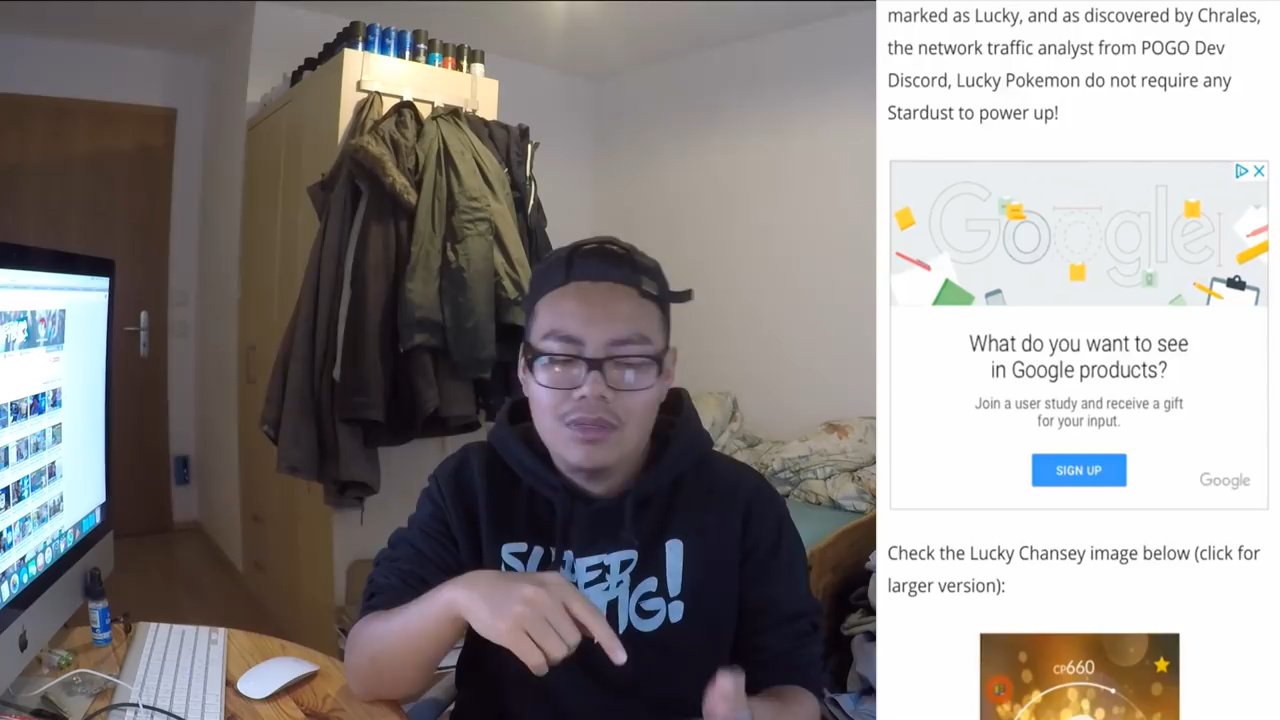 marked as Lucky, and as discovered by Chrales,
the network traffic analyst from POGO Dev
Discord, Lucky Pokemon do not require any
Stardust to power up!
Google
What do you want to see
in Google products?
Join a user study and receive a gift
for your input.
SIGN UP
Google
Check the Lucky Chansey image below (click for
larger version):
CP660